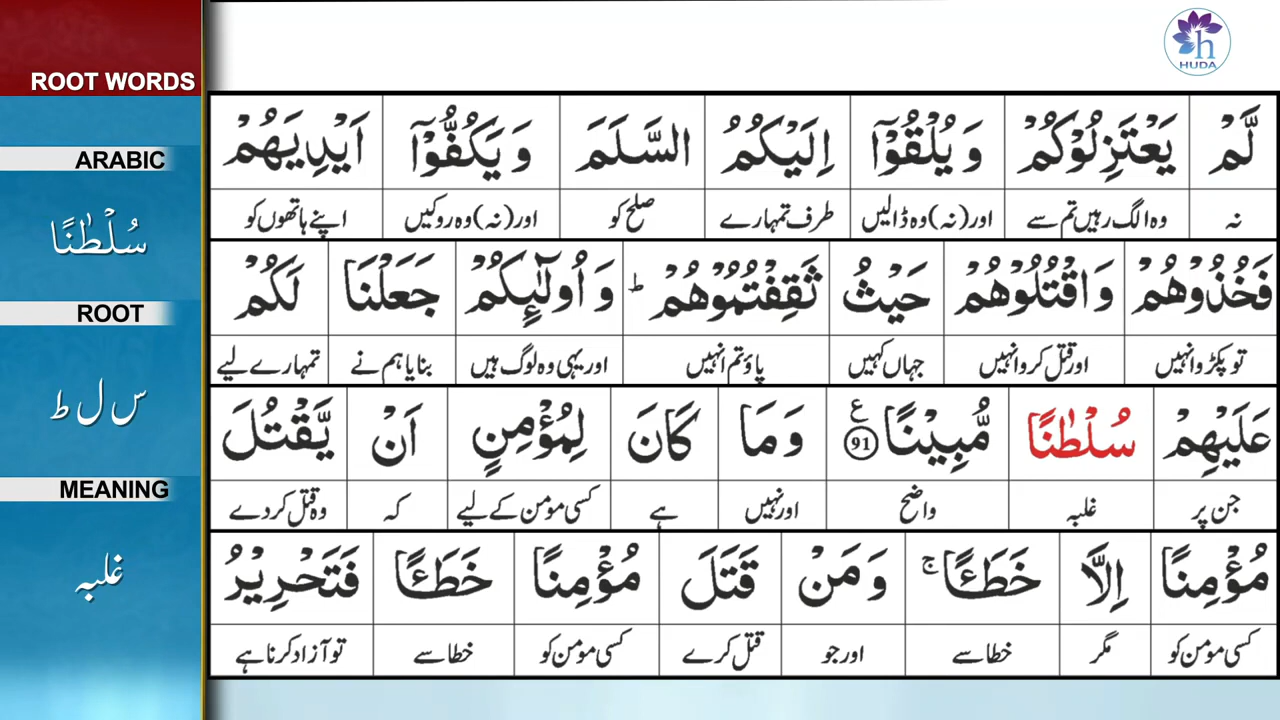 HUDA
ROOT WORDS
ARABIC
سُلْطٰنًا
ROOT
س ل ط
MEANING
غلبہ
لَّمْ يَعْتَزِلُوْكُمْ وَيُلْقُوْٓا اِلَيْكُمُ السَّلَمَ وَيَكُفُّوْٓا اَيْدِيَهُمْ
نہ وہ الگ رہیں تم سے اور (نہ) وہ ڈالیں طرف تمہارے صلح کو اور (نہ) وہ روکیں اپنے ہاتھوں کو
فَخُذُوْهُمْ وَاقْتُلُوْهُمْ حَيْثُ ثَقِفْتُمُوْهُمْ ؕ وَاُولٰٓئِكُمْ جَعَلْنَا لَكُمْ
تو پکڑو انہیں اور قتل کرو انہیں جہاں کہیں پاؤ تم انہیں اور یہی وہ لوگ ہیں بنایا ہم نے تمہارے لیے
عَلَيْهِمْ سُلْطٰنًا مُّبِيْنًا ع 91 وَمَا كَانَ لِمُؤْمِنٍ اَنْ يَّقْتُلَ
جن پر غلبہ واضح اور نہیں ہے کسی مومن کے لیے کہ وہ قتل کردے
مُؤْمِنًا اِلَّا خَطَـًٔا ۚ وَمَنْ قَتَلَ مُؤْمِنًا خَطَـًٔا فَتَحْرِيْرُ
کسی مومن کو مگر خطا سے اور جو قتل کرے کسی مومن کو خطا سے تو آزاد کرنا ہے